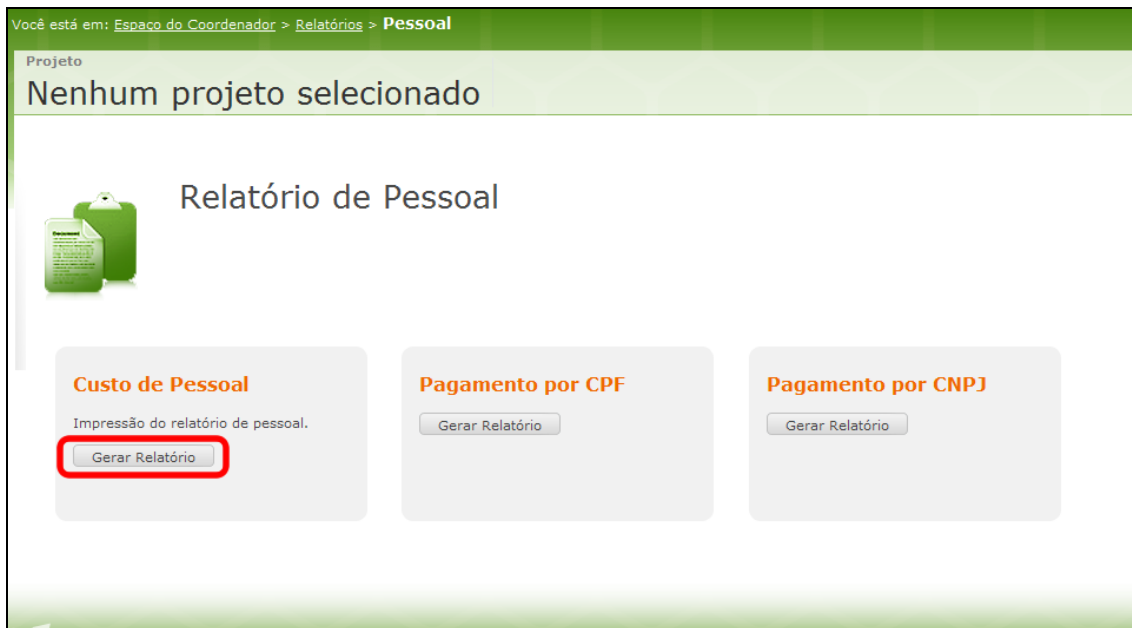 Você está em: Espaço do Coordenador > Relatórios > Pessoal
Projeto
Nenhum projeto selecionado
Relatório de Pessoal
Custo de Pessoal
Impressão do relatório de pessoal.
Gerar Relatório
Pagamento por CPF
Gerar Relatório
Pagamento por CNPJ
Gerar Relatório